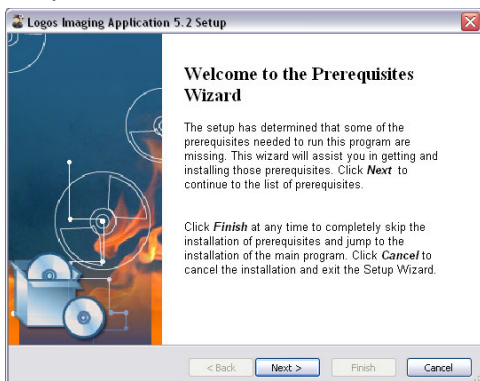 Logos Imaging Application 5.2 Setup
Welcome to the Prerequisites
Wizard
The setup has determined that some of the
prerequisites needed to run this program are
missing. This wizard will assist you in getting and
installing those prerequisites. Click Next to
continue to the list of prerequisites.
Click Finish at any time to completely skip the
installation of prerequisites and jump to the
installation of the main program. Click Cancel to
cancel the installation and exit the Setup Wizard.
< Back
Next >
Finish
Cancel